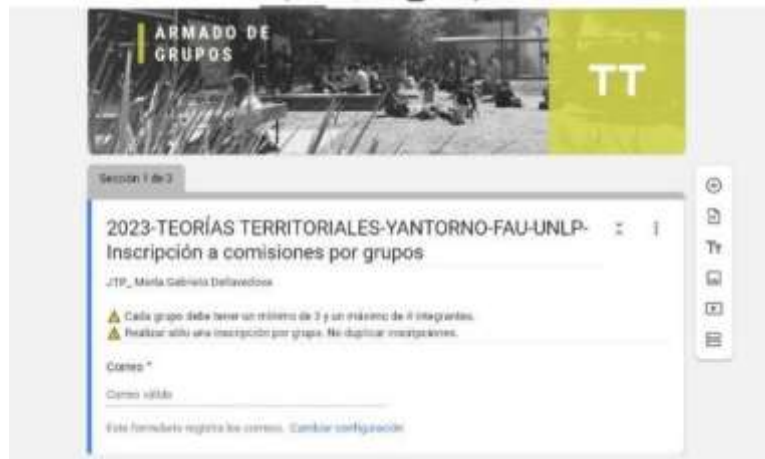 ARMADO DE
GRUPOS
TT
Sección 1 de 3
2023-TEORÍAS TERRITORIALES-YANTORNO-FAU-UNLP-
Inscripción a comisiones por grupos
JTP_ María Gabriela Dellavedova
Cada grupo debe tener un mínimo de 3 y un máximo de 4 integrantes.
Realizar sólo una inscripción por grupo. No duplicar inscripciones.
Correo *
Correo válido
Este formulario registra los correos. Cambiar configuración
Tт